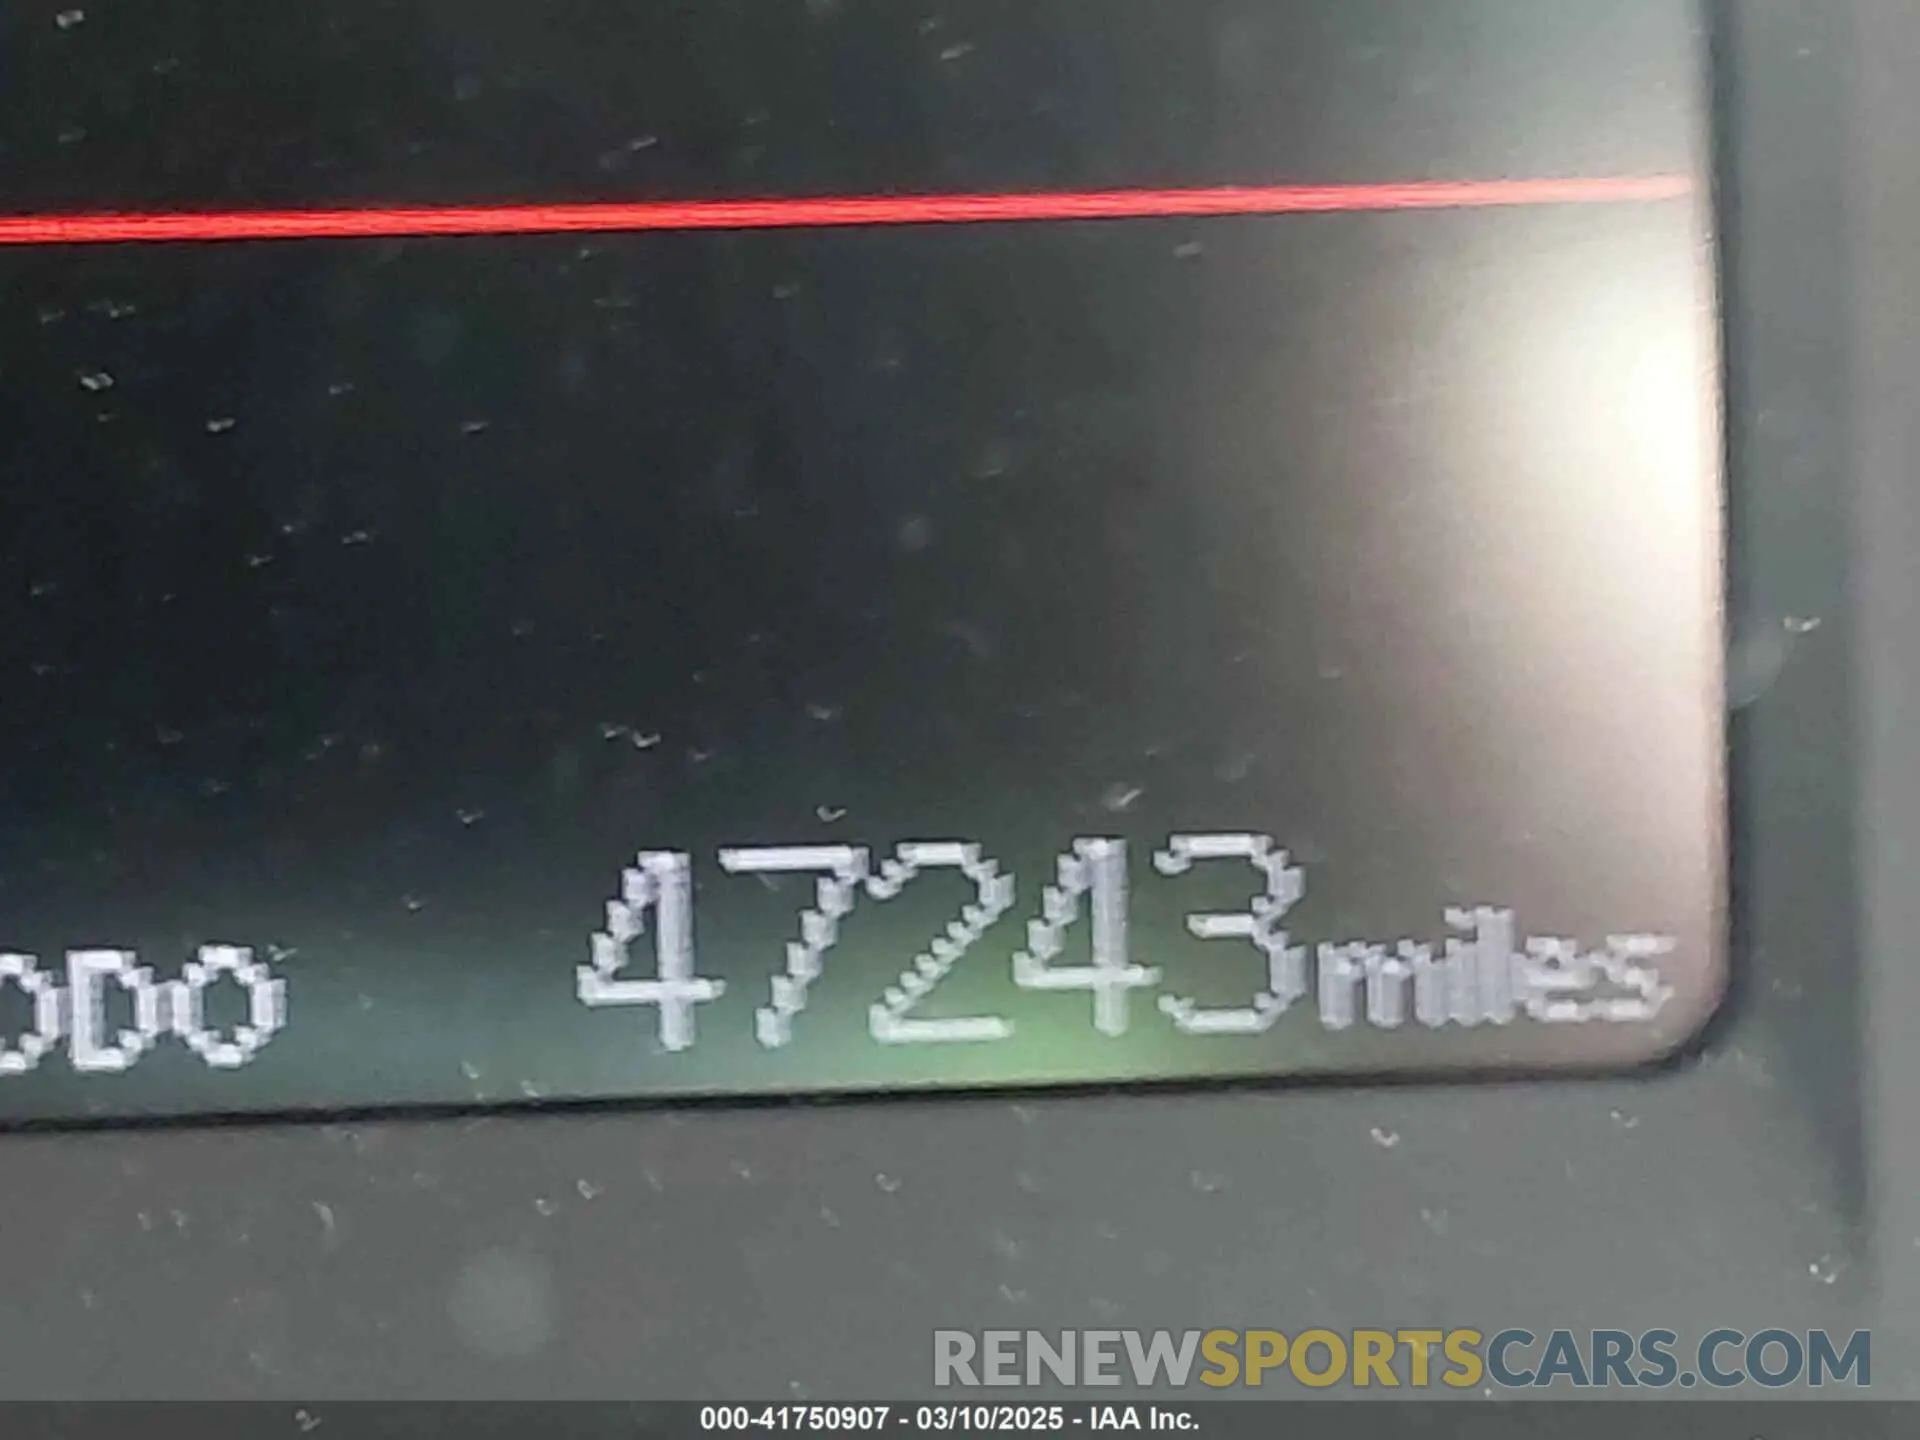 ODO 47243 miles
RENEWSPORTSCARS.COM
000-41750907 - 03/10/2025 - IAA Inc.